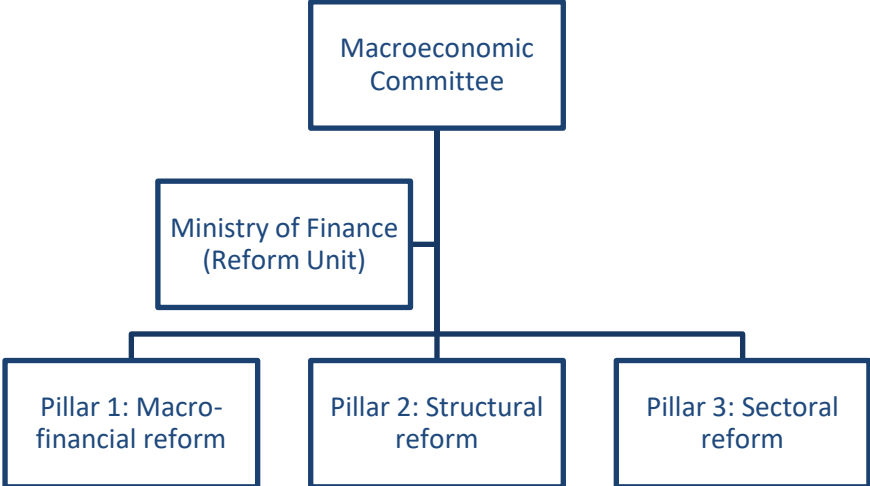 Macroeconomic
Committee
Ministry of Finance
(Reform Unit)
Pillar 1: Macro-
financial reform
Pillar 2: Structural
reform
Pillar 3: Sectoral
reform